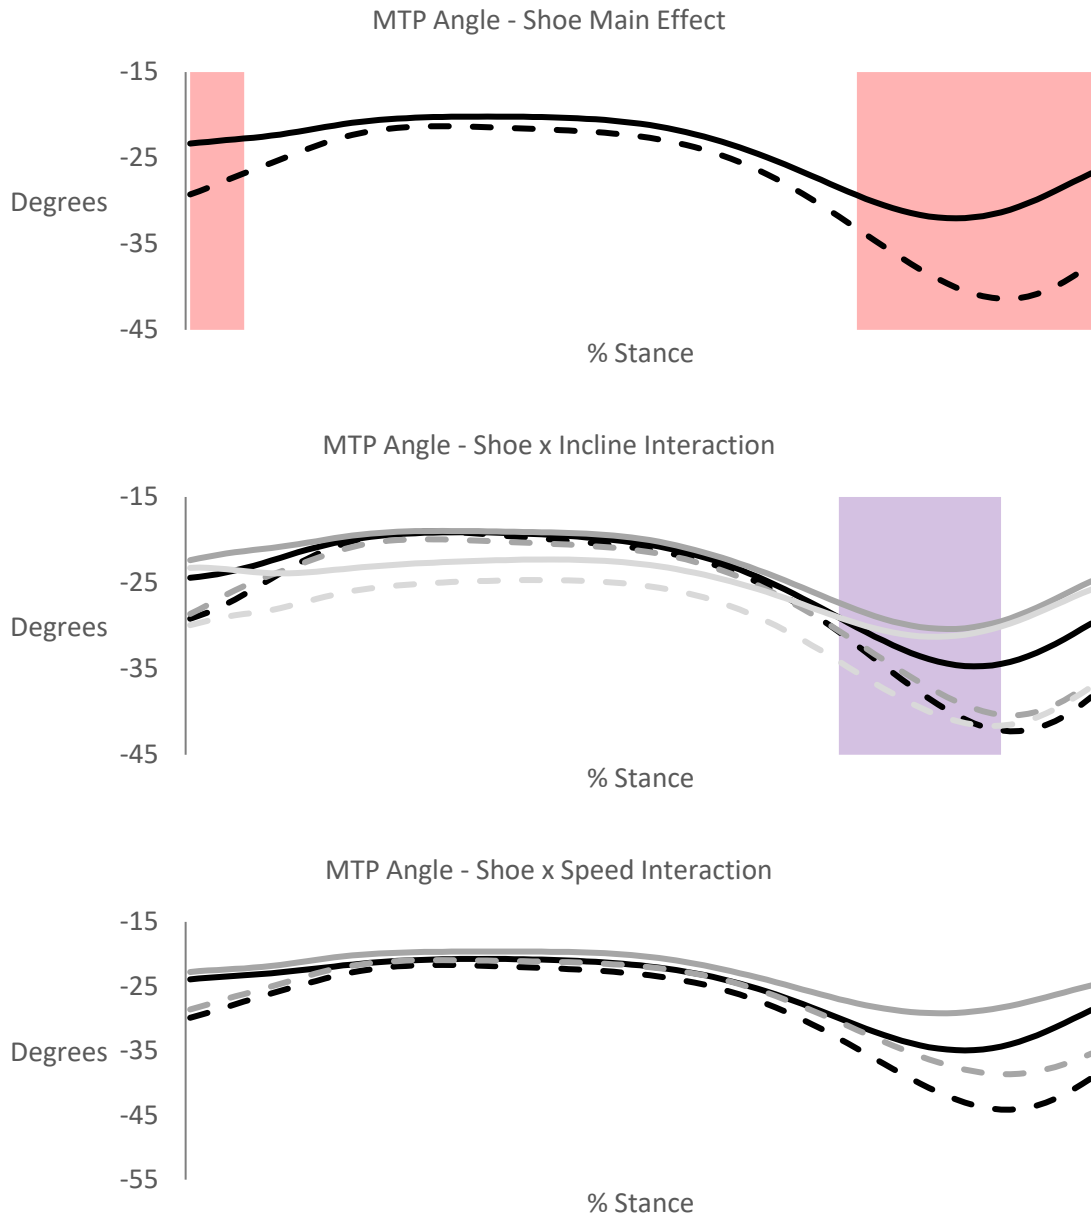 MTP Angle - Shoe Main Effect
-15
-25
Degrees
-35
-45
% Stance
MTP Angle - Shoe x Incline Interaction
-15
-25
Degrees
-35
-45
% Stance
MTP Angle - Shoe x Speed Interaction
-15
-25
Degrees -35
-45
-55
% Stance